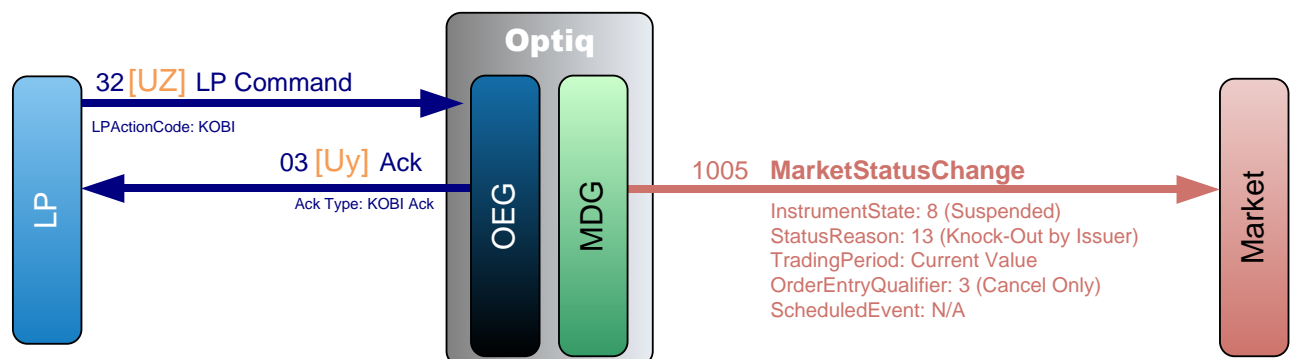 Optiq
32 [UZ] LP Command
LPActionCode: KOBI
03 [Uy] Ack
Ack Type: KOBI Ack
LP
OEG
MDG
1005 MarketStatusChange
InstrumentState: 8 (Suspended)
StatusReason: 13 (Knock-Out by Issuer)
TradingPeriod: Current Value
OrderEntryQualifier: 3 (Cancel Only)
ScheduledEvent: N/A
Market